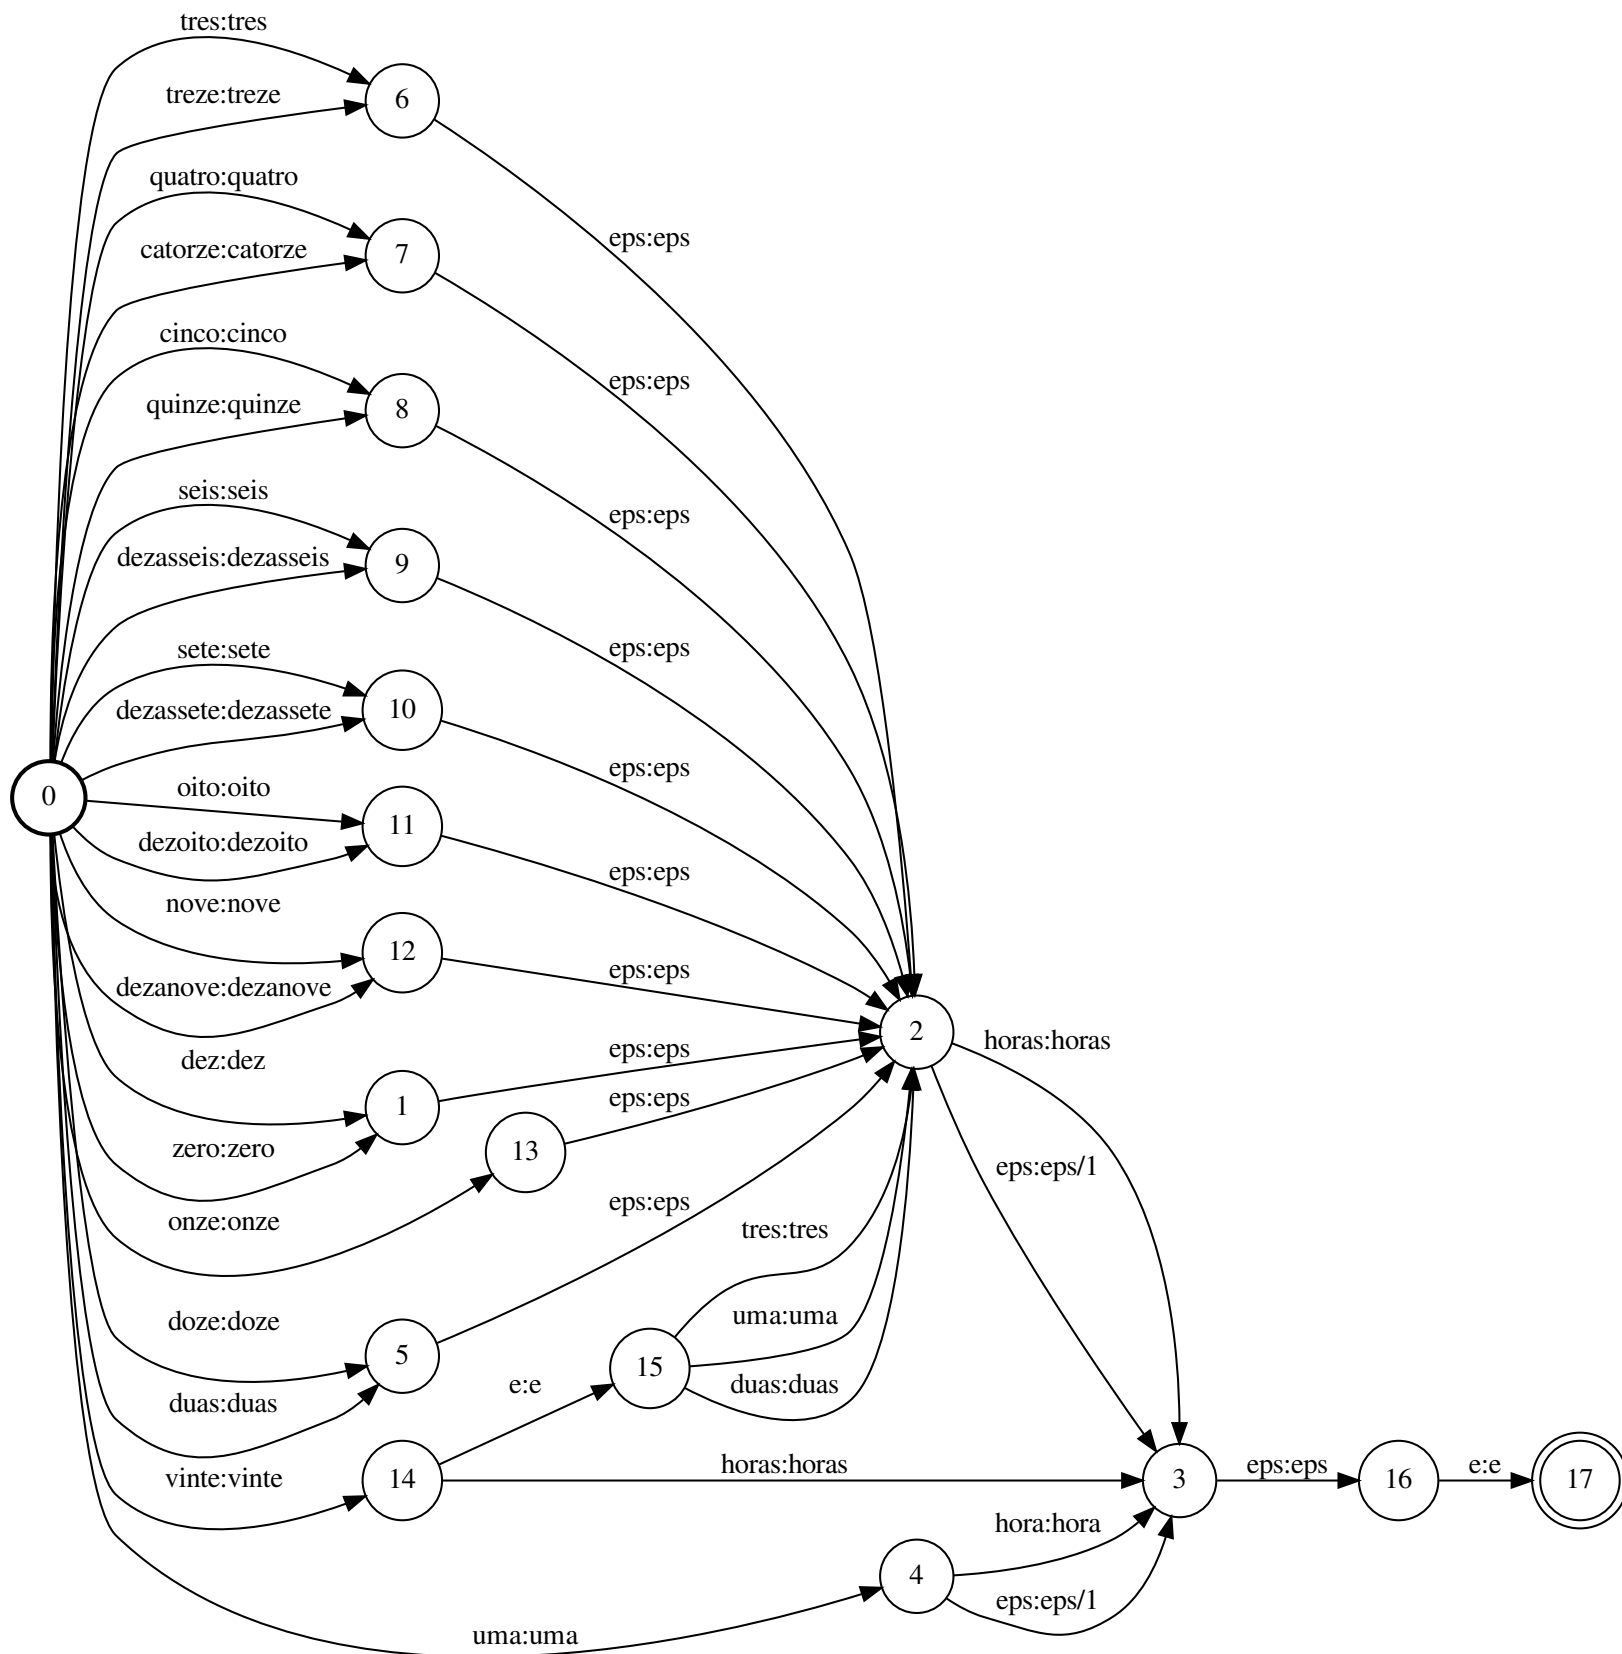 tres:tres
6
treze:treze
quatro:quatro
eps:eps
7
catorze:catorze
cinco:cinco
eps:eps
8
quinze:quinze
seis:seis
eps:eps
9
dezasseis:dezasseis
sete:sete
eps:eps
10
dezassete:dezassete
eps:eps
0
oito:oito
11
dezoito:dezoito
eps:eps
nove:nove
12
eps:eps
dezanove:dezanove
2
horas:horas
dez:dez
eps:eps
1
eps:eps
zero:zero
13
eps:eps/1
onze:onze
eps:eps
tres:tres
doze:doze
uma:uma
5
15
e:e
duas:duas
duas:duas
vinte:vinte
14
horas:horas
3
eps:eps
16
e:e
17
hora:hora
4
eps:eps/1
uma:uma